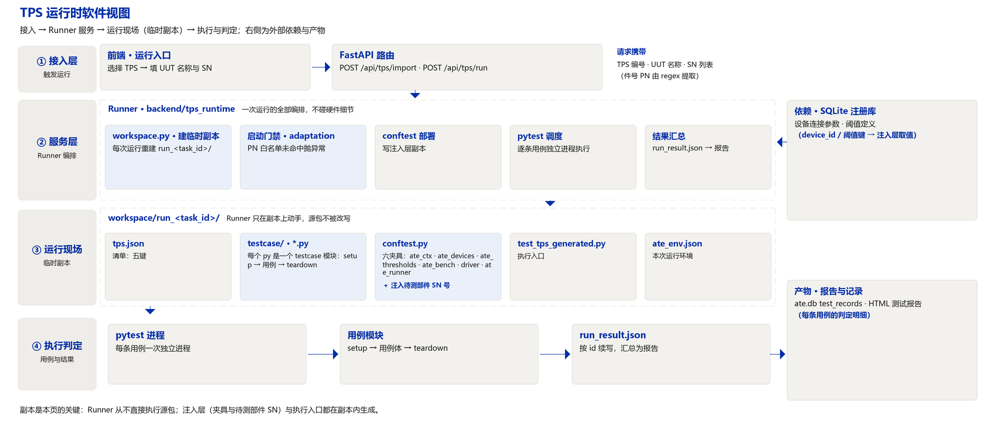 TPS 运行时软件视图
接入 → Runner 服务 → 运行现场（临时副本）→ 执行与判定；右侧为外部依赖与产物
① 接入层
触发运行
前端 • 运行入口
选择 TPS → 填 UUT 名称与 SN
FastAPI 路由
POST /api/tps/import · POST /api/tps/run
请求携带
TPS 编号 · UUT 名称 · SN 列表
（件号 PN 由 regex 提取）
② 服务层
Runner 编排
Runner • backend/tps_runtime 一次运行的全部编排，不碰硬件细节
workspace.py • 建临时副本
每次运行重建 run_<task_id>/
启动门禁 • adaptation
PN 白名单未命中抛异常
conftest 部署
写注入层副本
pytest 调度
逐条用例独立进程执行
结果汇总
run_result.json → 报告
依赖 • SQLite 注册库
设备连接参数 · 阈值定义
（device_id / 阈值键 → 注入层取值）
③ 运行现场
临时副本
workspace/run_<task_id>/ Runner 只在副本上动手，源包不被改写
tps.json
清单：五键
testcase/ • *.py
每个 py 是一个 testcase 模块：setu
p → 用例 → teardown
conftest.py
六夹具：ate_ctx · ate_devices · ate_
thresholds · ate_bench · driver · at
e_runner
+ 注入待测部件 SN 号
test_tps_generated.py
执行入口
ate_env.json
本次运行环境
④ 执行判定
用例与结果
pytest 进程
每条用例一次独立进程
用例模块
setup → 用例体 → teardown
run_result.json
按 id 续写，汇总为报告
产物 • 报告与记录
ate.db test_records · HTML 测试报告
（每条用例的判定明细）
副本是本页的关键：Runner 从不直接执行源包；注入层（夹具与待测部件 SN）与执行入口都在副本内生成。